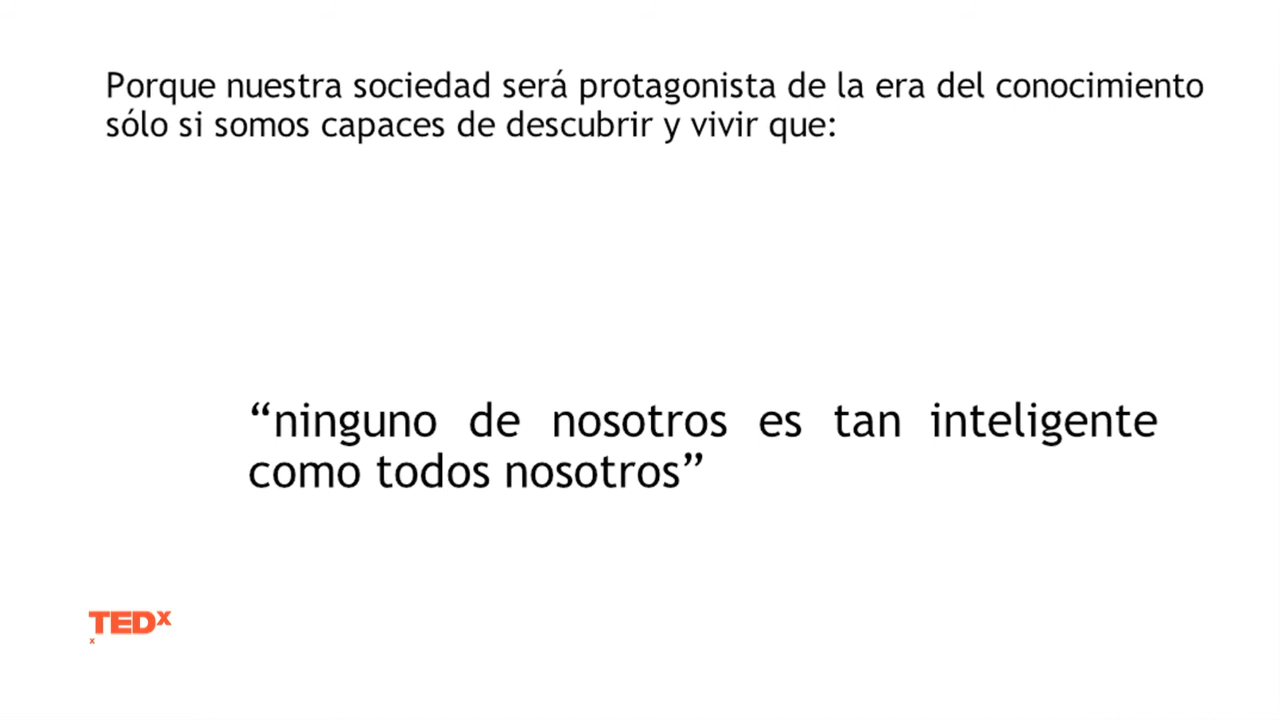 Porque nuestra sociedad será protagonista de la era del conocimiento
sólo si somos capaces de descubrir y vivir que:
“ninguno de nosotros es tan inteligente
como todos nosotros”
TEDx
x